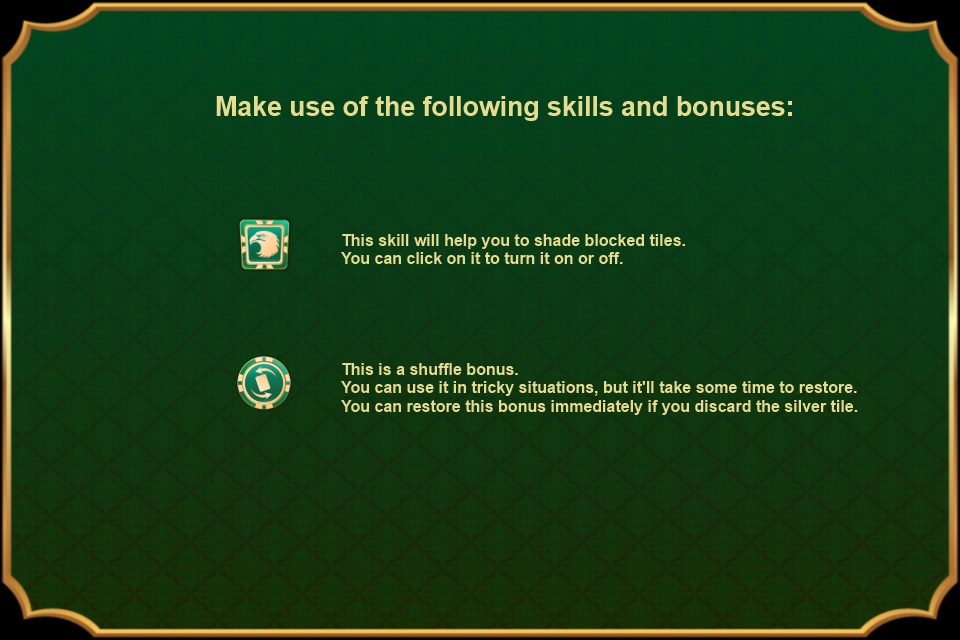 Make use of the following skills and bonuses:
This skill will help you to shade blocked tiles.
You can click on it to turn it on or off.
This is a shuffle bonus.
You can use it in tricky situations, but it'll take some time to restore.
You can restore this bonus immediately if you discard the silver tile.